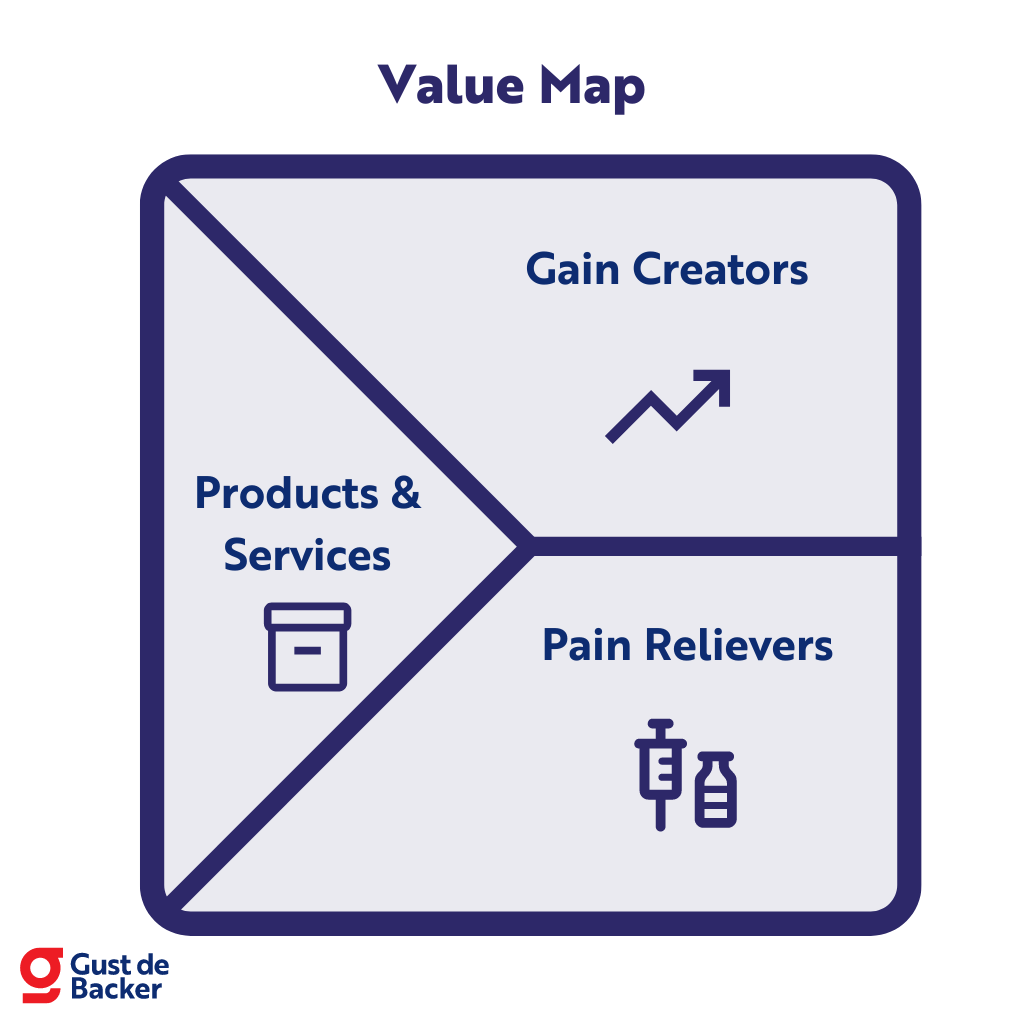 Value Map
Gain Creators
Products &
Services
Pain Relievers
Gust de
Backer